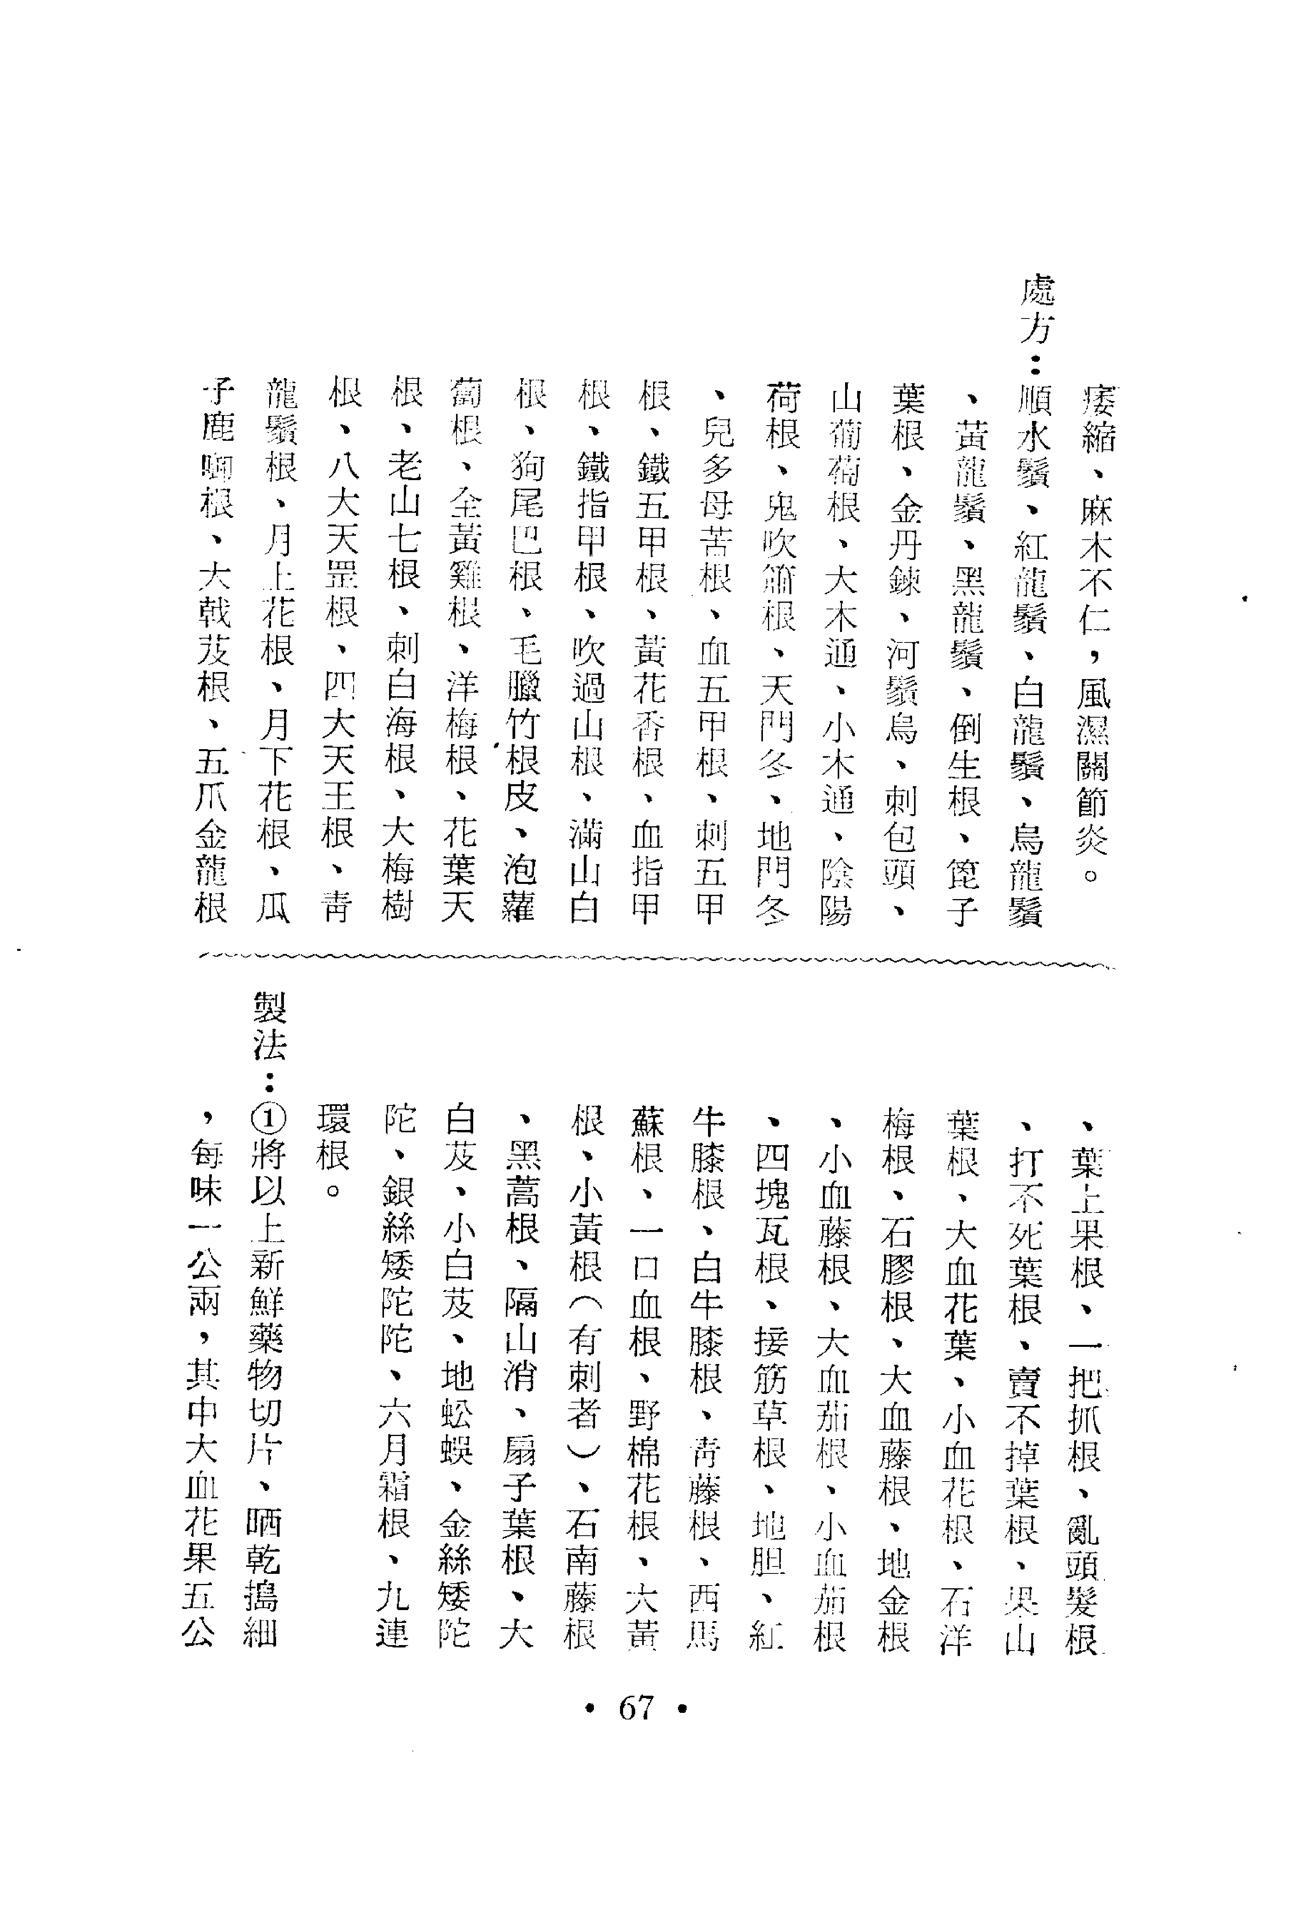 痿縮、麻木不仁，風濕關節炎。
處方：順水鬚、紅龍鬚、白龍鬚、烏龍鬚
、黃龍鬚、黑龍鬚、倒生根、篦子
葉根、金丹鍊、河鬚烏、刺包頭、
山葡萄根、大木通、小木通、陰陽
荷根、鬼吹簫根、天門冬、地門冬
、兒多母苦根、血五甲根、刺五甲
根、鐵五甲根、黃花香根、血指甲
根、鐵指甲根、吹過山根、滿山白
根、狗尾巴根、毛臘竹根皮、泡蘿
蔔根、全黃雞根、洋梅根、花葉天
根、老山七根、刺白海根、大梅樹
根、八大天罡根、四大天王根、青
龍鬚根、月上花根、月下花根、瓜
子鹿啣根、大戟芨根、五爪金龍根
、葉上果根、一把抓根、亂頭髮根
、打不死葉根、賣不掉葉根、果山
葉根、大血花葉、小血花根、石洋
梅根、石膠根、大血藤根、地金根
、小血藤根、大血茄根、小血茄根
、四塊瓦根、接筋草根、地胆、紅
牛膝根、白牛膝根、青藤根、西馬
蘇根、一口血根、野棉花根、大黃
根、小黃根（有刺者）、石南藤根
、黑蒿根、隔山消、扇子葉根、大
白芨、小白芨、地蚣蜈、金絲矮陀
陀、銀絲矮陀陀、六月霜根、九連
環根。
製法：①將以上新鮮藥物切片、晒乾搗細
，每味一公兩，其中大血花果五公
• 67 •